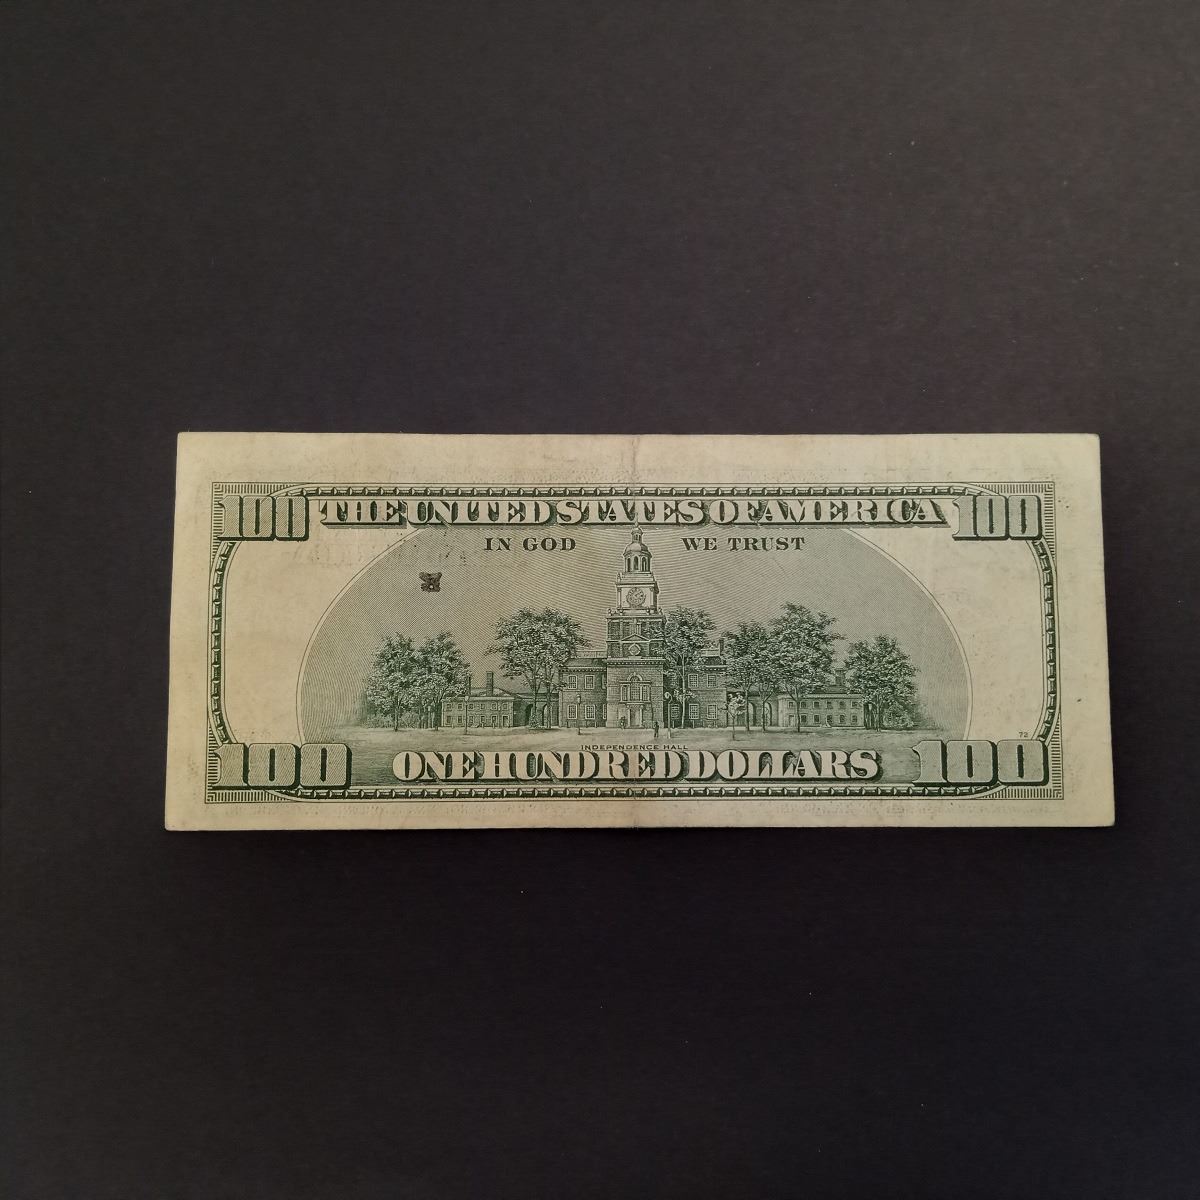 100 THE UNITED STATES OF AMERICA 100
IN GOD WE TRUST
INDEPENDENCE HALL
72
100 ONE HUNDRED DOLLARS 100